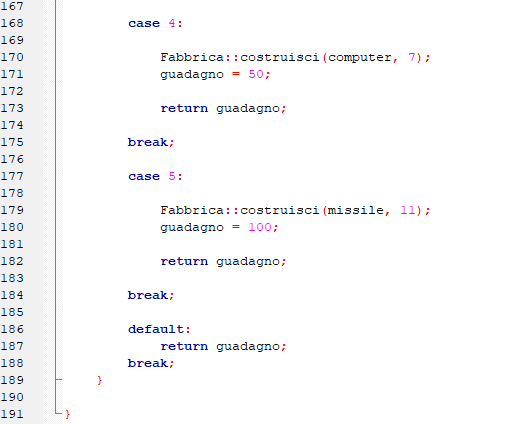 167
168 case 4:
169
170 Fabbrica::costruisci(computer, 7);
171 guadagno = 50;
172
173 return guadagno;
174
175 break;
176
177 case 5:
178
179 Fabbrica::costruisci(missile, 11);
180 guadagno = 100;
181
182 return guadagno;
183
184 break;
185
186 default:
187 return guadagno;
188 break;
189 }
190
191 }